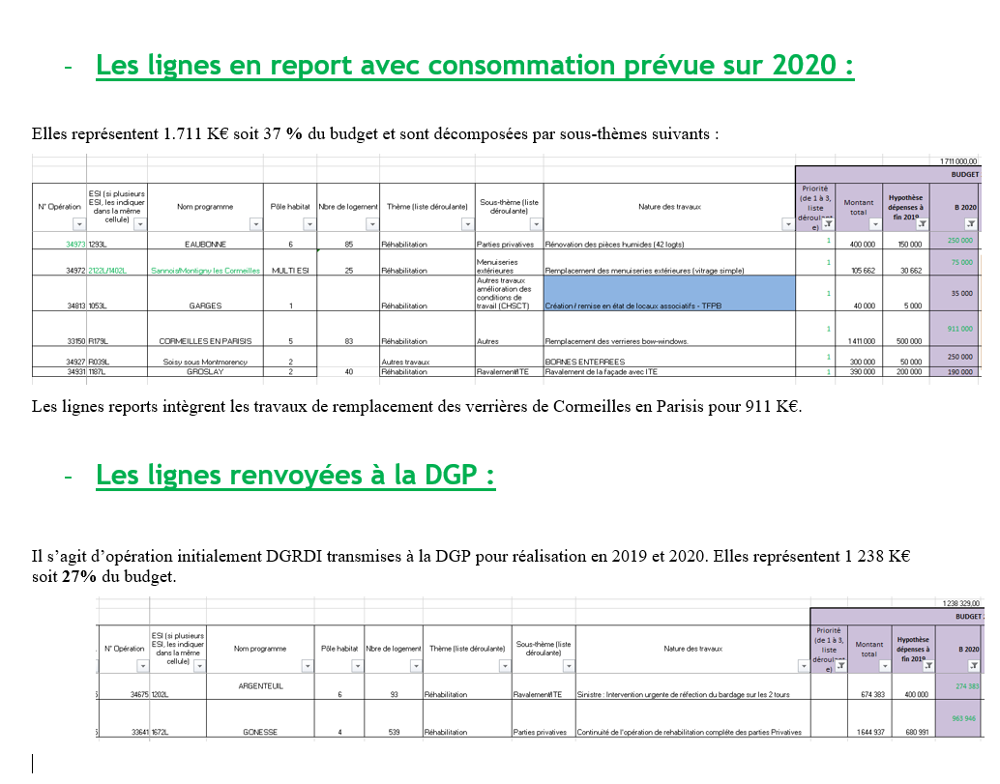 - Les lignes en report avec consommation prévue sur 2020 :
Elles représentent 1.711 K€ soit 37 % du budget et sont décomposées par sous-thèmes suivants :
1 711 000,00
BUDGET
N° Opération ESI (si plusieurs ESI, les indiquer dans la même cellule) Nom programme Pôle habitat Nbre de logement Thème (liste déroulante) Sous-thème (liste déroulante) Nature des travaux Priorité (de 1 à 3, liste déroulante) Montant total Hypothèse dépenses à fin 2019 B 2020
34973 1293L EAUBONNE 6 85 Réhabilitation Parties privatives Rénovation des pièces humides (42 logts) 1 400 000 150 000 250 000
34972 2122L/1402L Sannois/Montigny les Cormeilles MULTI ESI 25 Réhabilitation Menuiseries extérieures Remplacement des menuiseries extérieures (vitrage simple) 1 105 662 30 662 75 000
34813 1053L GARGES 1 Réhabilitation Autres travaux amélioration des conditions de travail (CHSCT) Création / remise en état de locaux associatifs - TFPB 1 40 000 5 000 35 000
33150 R179L CORMEILLES EN PARISIS 5 83 Réhabilitation Autres Remplacement des verrieres bow-windows. 1 1 411 000 500 000 911 000
34927 R039L Soisy sous Montmorency 2 Autres travaux BORNES ENTERREES 1 300 000 50 000 250 000
34931 1187L GROSLAY 2 40 Réhabilitation Ravalement/ITE Ravalement de la façade avec ITE 1 390 000 200 000 190 000
Les lignes reports intègrent les travaux de remplacement des verrières de Cormeilles en Parisis pour 911 K€.
- Les lignes renvoyées à la DGP :
Il s’agit d’opération initialement DGRDI transmises à la DGP pour réalisation en 2019 et 2020. Elles représentent 1 238 K€
soit 27% du budget.
1 238 329,00
BUDGET
N° Opération ESI (si plusieurs ESI, les indiquer dans la même cellule) Nom programme Pôle habitat Nbre de logement Thème (liste déroulante) Sous-thème (liste déroulante) Nature des travaux Priorité (de 1 à 3, liste déroulante) Montant total Hypothèse dépenses à fin 2019 B 2020
34675 1202L ARGENTEUIL 6 93 Réhabilitation Ravalement/ITE Sinistre : Intervention urgente de réfection du bardage sur les 2 tours 674 383 400 000 274 383
33641 1672L GONESSE 4 539 Réhabilitation Parties privatives Continuité de l'opération de rehabilitation complète des parties Privatives 1 644 937 680 991 963 946